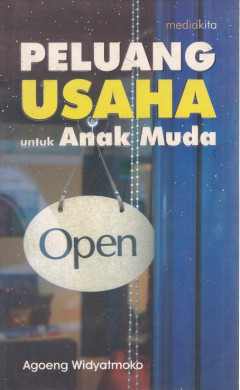 mediakita
PELUANG
USAHA
untuk Anak Muda
Open
Agoeng Widyatmoko